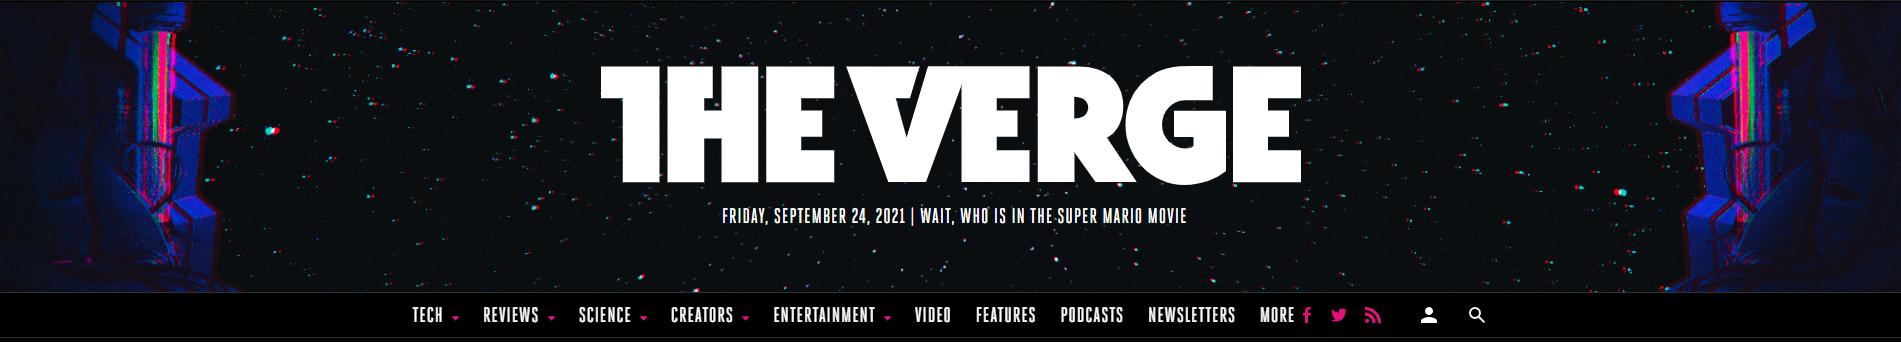 THE VERGE
FRIDAY, SEPTEMBER 24, 2021 | WAIT, WHO IS IN THE SUPER MARIO MOVIE
TECH REVIEWS SCIENCE CREATORS ENTERTAINMENT VIDEO FEATURES PODCASTS NEWSLETTERS MORE